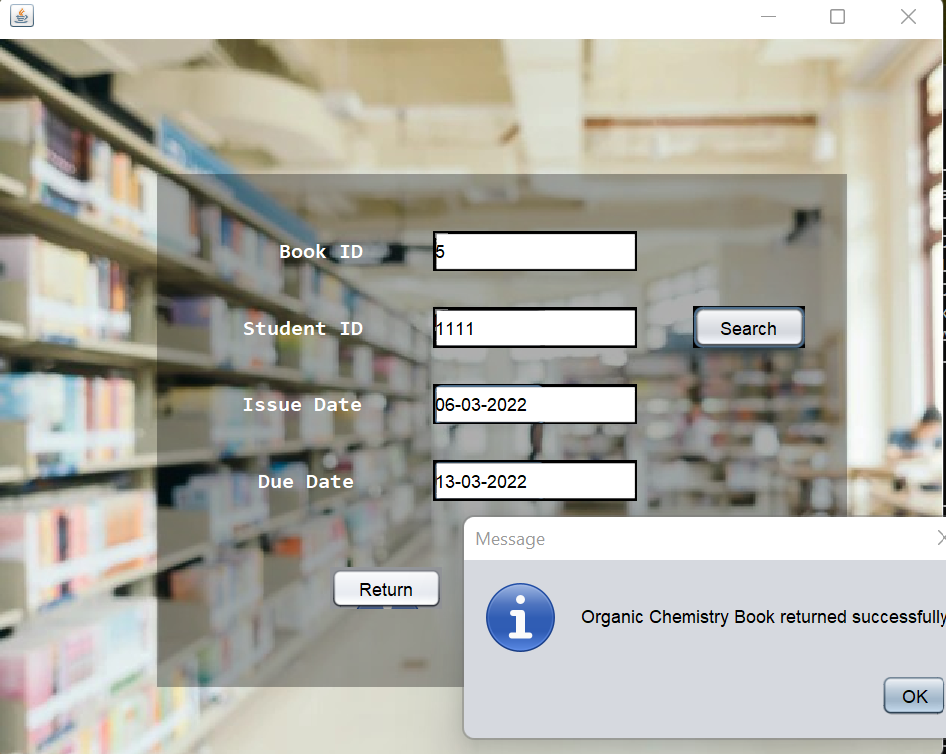 Book ID 5
Student ID 1111 Search
Issue Date 06-03-2022
Due Date 13-03-2022
Return
Message
Organic Chemistry Book returned successfully
OK